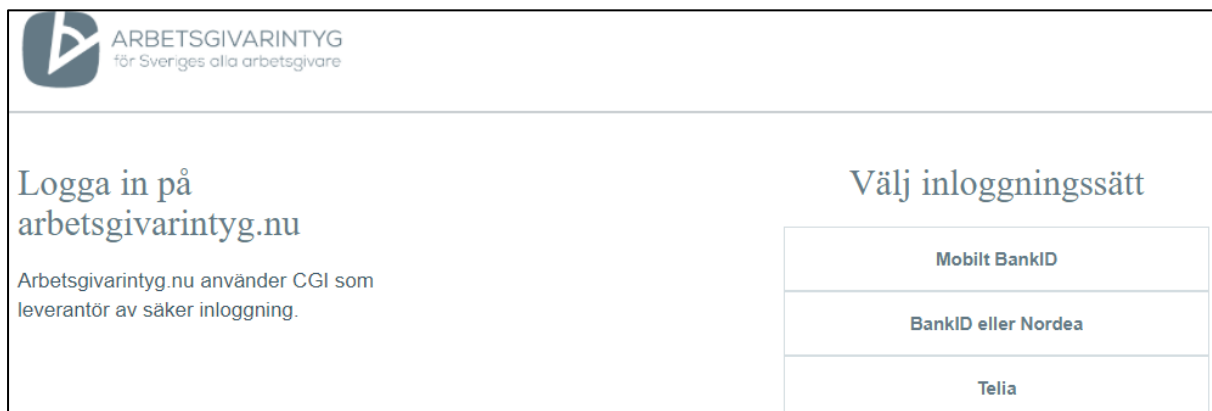 ARBETSGIVARINTYG
för Sveriges alla arbetsgivare
Logga in på
arbetsgivarintyg.nu
Arbetsgivarintyg.nu använder CGI som
leverantör av säker inloggning.
Välj inloggningssätt
Mobilt BankID
BankID eller Nordea
Telia